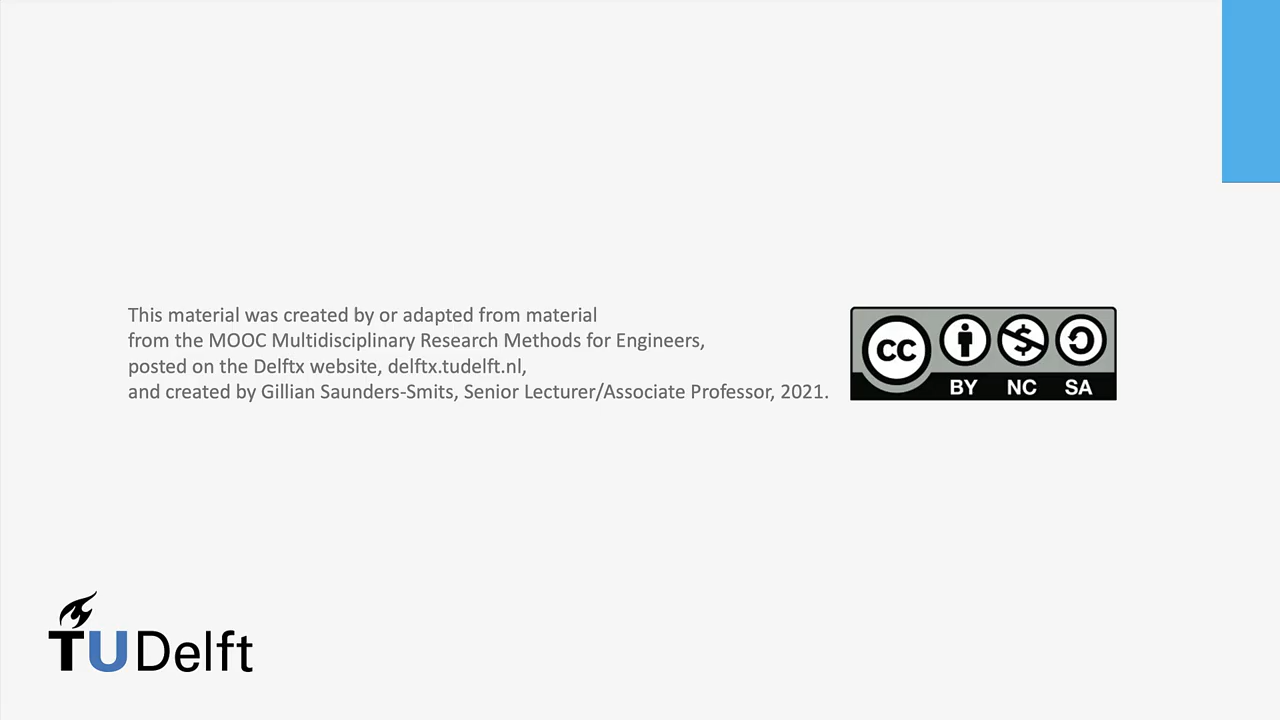 This material was created by or adapted from material
from the MOOC Multidisciplinary Research Methods for Engineers,
posted on the Delftx website, delftx.tudelft.nl,
and created by Gillian Saunders-Smits, Senior Lecturer/Associate Professor, 2021.
cc
BY NC SA
TUDelft